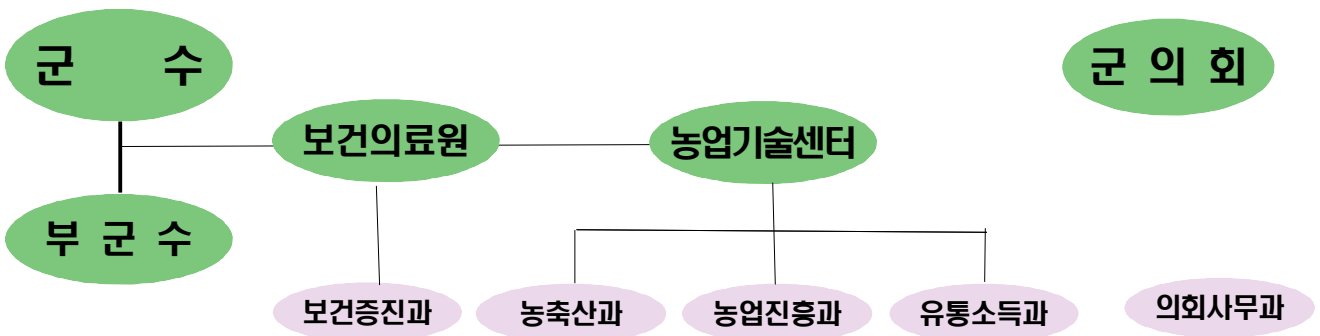 군 수
군 의 회
보건의료원
농업기술센터
부 군 수
보건증진과
농축산과
농업진흥과
유통소득과
의회사무과